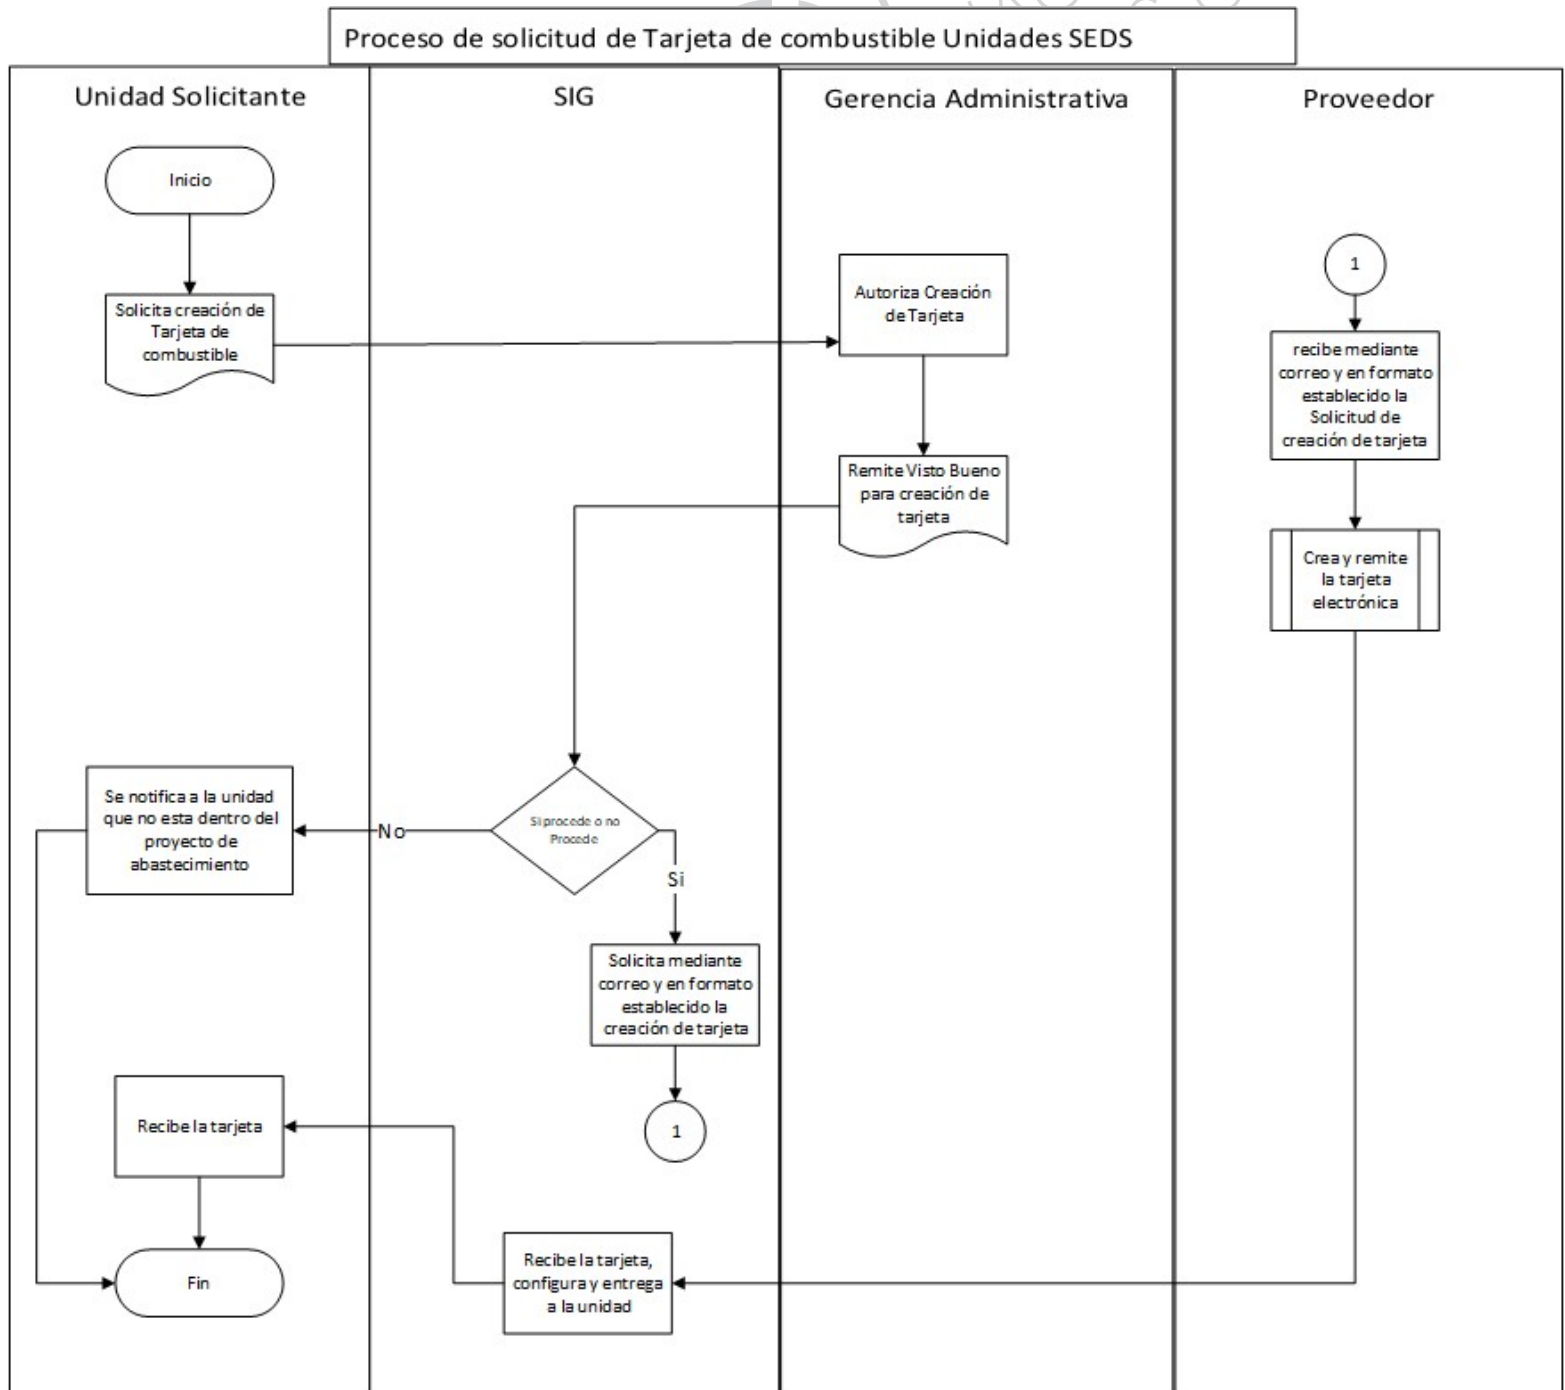 Proceso de solicitud de Tarjeta de combustible Unidades SEDS
Unidad Solicitante
SIG
Gerencia Administrativa
Proveedor
Inicio
Solicita creación de
Tarjeta de
combustible
Autoriza Creación
de Tarjeta
Remite Visto Bueno
para creación de
tarjeta
1
recibe mediante
correo y en formato
establecido la
Solicitud de
creación de tarjeta
Crea y remite
la tarjeta
electrónica
Se notifica a la unidad
que no esta dentro del
proyecto de
abastecimiento
No
Si procede o no
Procede
Si
Solicita mediante
correo y en formato
establecido la
creación de tarjeta
1
Recibe la tarjeta
Recibe la tarjeta,
configura y entrega
a la unidad
Fin